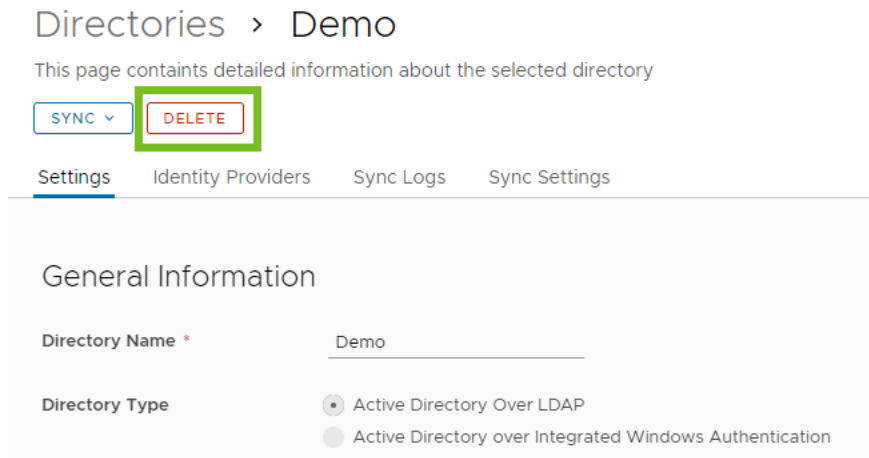 Directories > Demo
This page containts detailed information about the selected directory
SYNC DELETE
Settings Identity Providers Sync Logs Sync Settings
General Information
Directory Name * Demo
Directory Type Active Directory Over LDAP
Active Directory over Integrated Windows Authentication